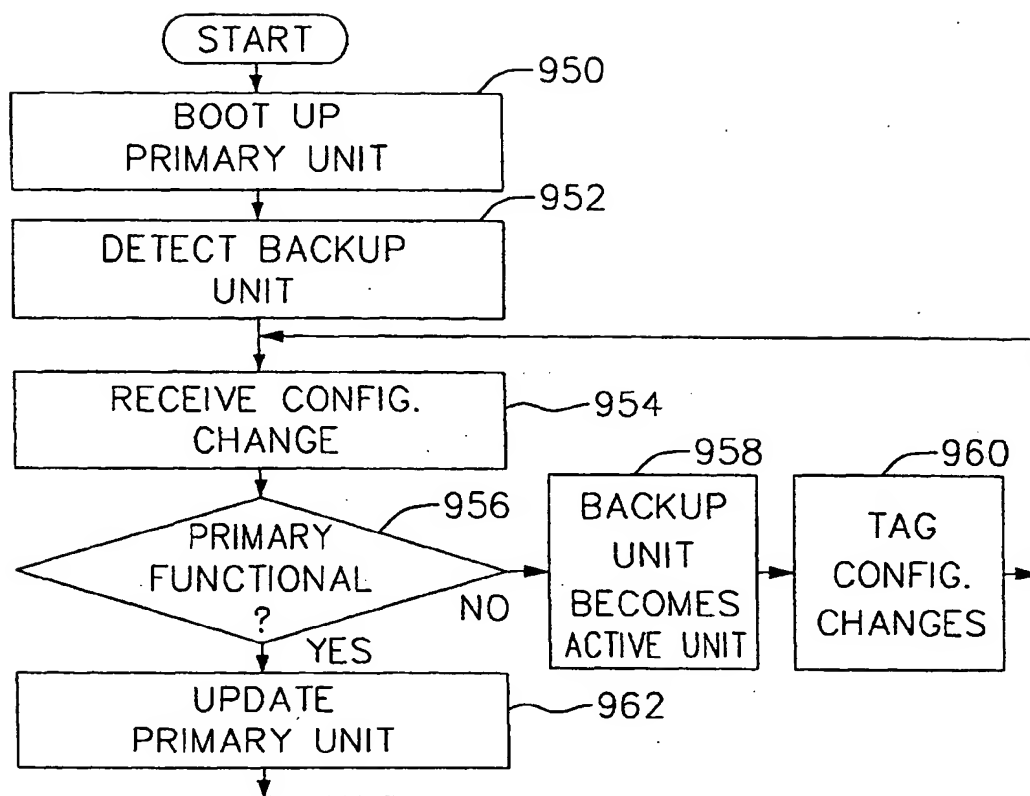 START
950
BOOT UP
PRIMARY UNIT
952
DETECT BACKUP
UNIT
RECEIVE CONFIG.
CHANGE
954
956
PRIMARY
FUNCTIONAL
?
NO
YES
958
BACKUP
UNIT
BECOMES
ACTIVE UNIT
960
TAG
CONFIG.
CHANGES
UPDATE
PRIMARY UNIT
962